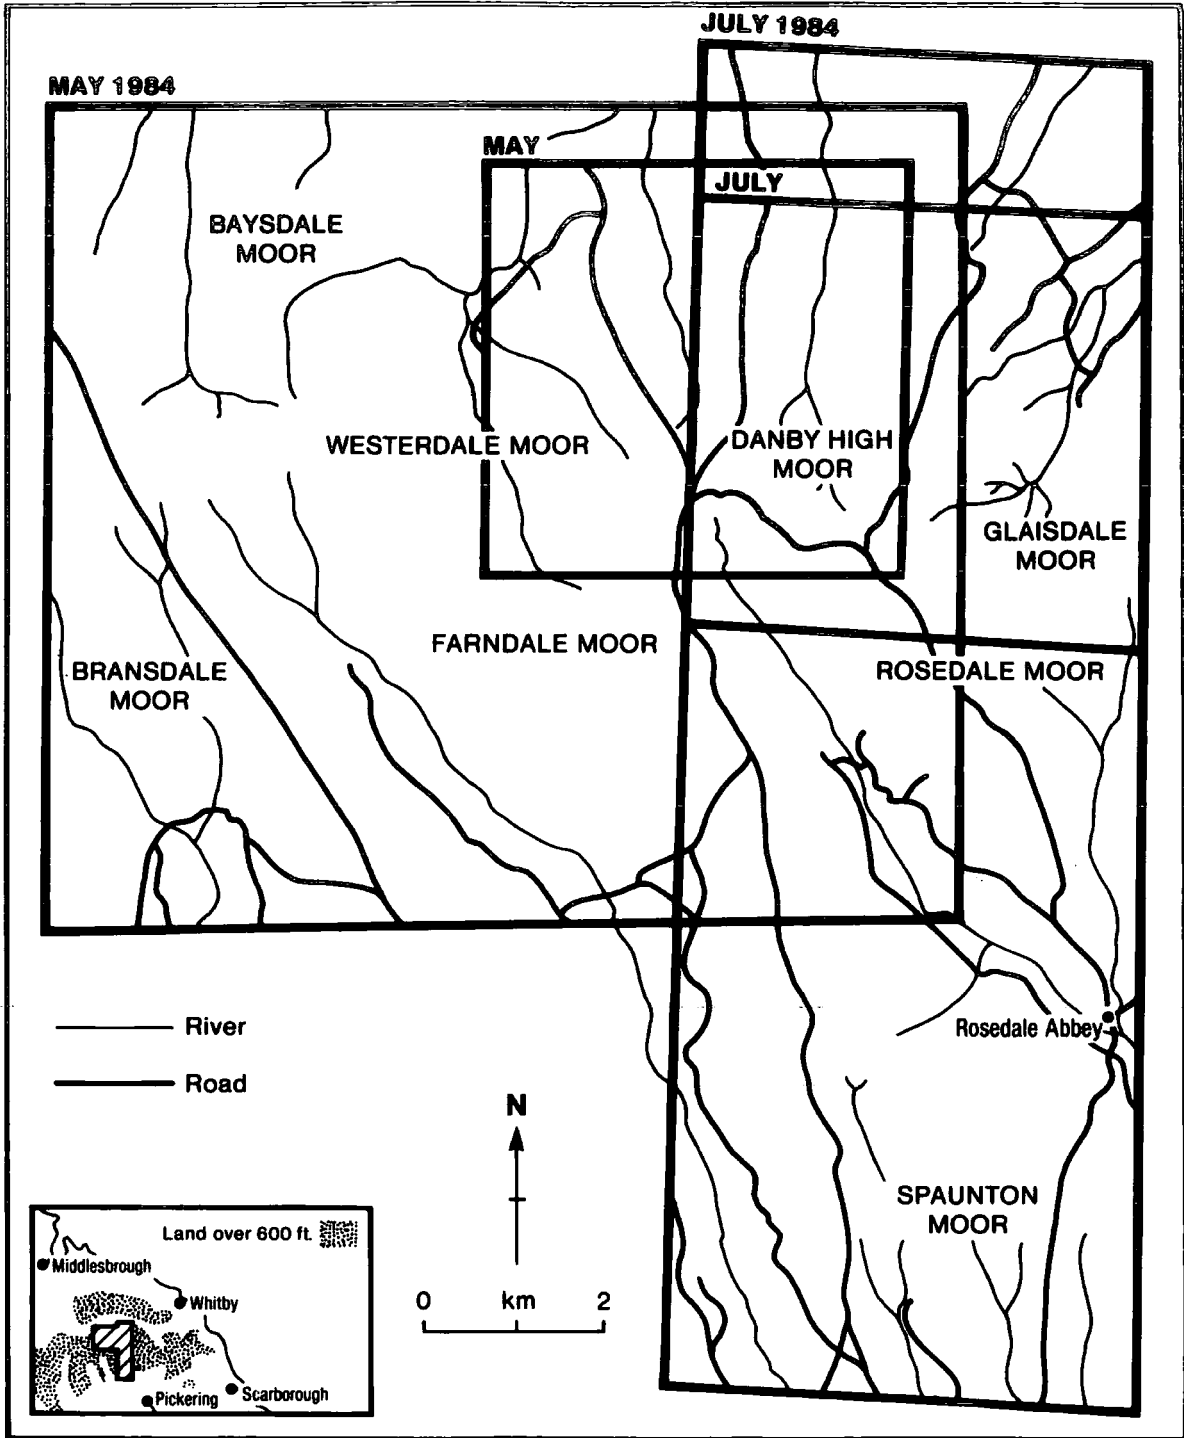 JULY 1984
MAY 1984
MAY
JULY
BAYSDALE
MOOR
WESTERDALE MOOR
DANBY HIGH
MOOR
GLAISDALE
MOOR
FARNDALE MOOR
BRANSDALE
MOOR
ROSEDALE MOOR
River
Road
Rosedale Abbey
N
SPAUNTON
MOOR
0 km 2
Land over 600 ft.
Middlesbrough
Whitby
Scarborough
Pickering